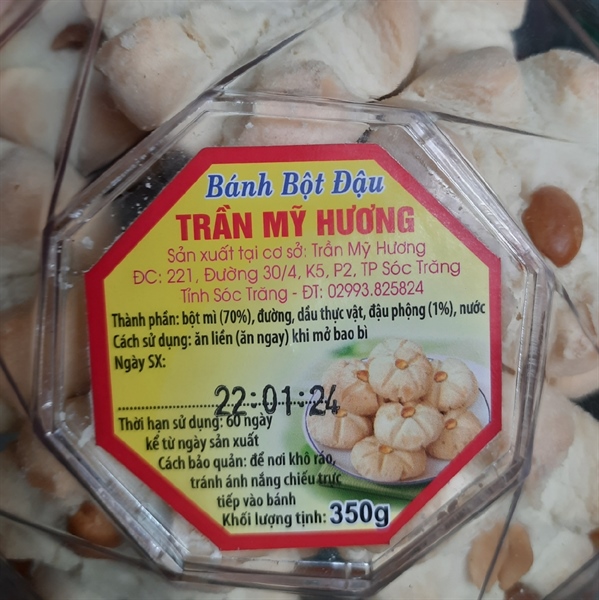 Bánh Bột Đậu
TRẦN MỸ HƯƠNG
Sản xuất tại cơ sở: Trần Mỹ Hương
ĐC: 221, Đường 30/4, K5, P2, TP Sóc Trăng
Tỉnh Sóc Trăng - ĐT: 02993.825824
Thành phần: bột mì (70%), đường, dầu thực vật, đậu phộng (1%), nước
Cách sử dụng: ăn liền (ăn ngay) khi mở bao bì
Ngày SX:
22:01:24
Thời hạn sử dụng: 60 ngày
kể từ ngày sản xuất
Cách bảo quản: để nơi khô ráo,
tránh ánh nắng chiếu trực
tiếp vào bánh
Khối lượng tịnh: 350g